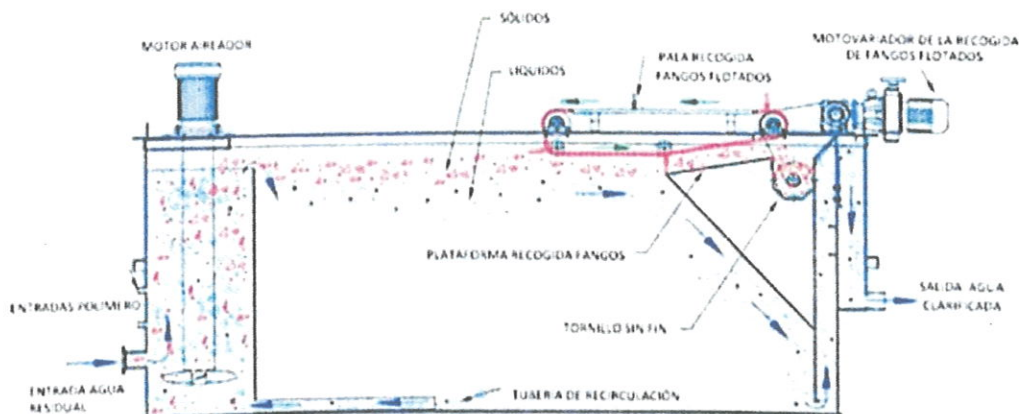 SÓLIDOS
MOTOR AIREADOR
LÍQUIDOS
PALA RECOGIDA
FANGOS FLOTADOS
MOTOVARIADOR DE LA RECOGIDA
DE FANGOS FLOTADOS
PLATAFORMA RECOGIDA FANGOS
ENTRADAS POLIMERO
SALIDA AGUA
CLARIFICADA
TORNILLO SIN FIN
ENTRADA AGUA
RESIDUAL
TUBERIA DE RECIRCULACIÓN